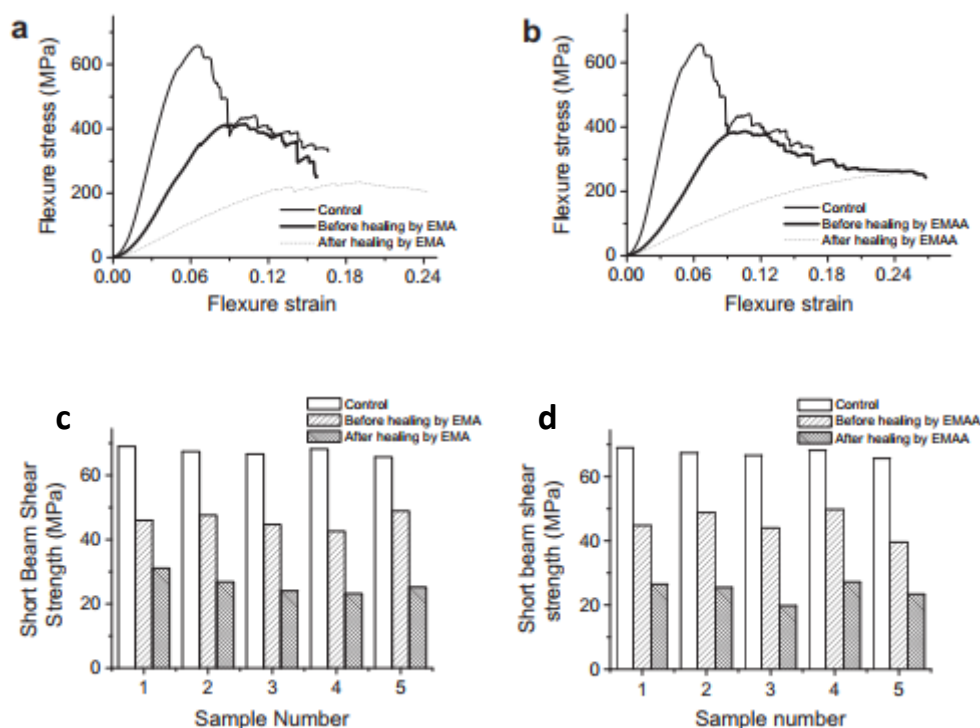 a
Flexure stress (MPa)
600
400
200
0
0.00 0.06 0.12 0.18 0.24
Flexure strain
Control
Before healing by EMA
After healing by EMA
b
Flexure stress (MPa)
600
400
200
0
0.00 0.06 0.12 0.18 0.24
Flexure strain
Control
Before healing by EMAA
After healing by EMAA
c
Short Beam Shear
Strength (MPa)
60
40
20
0
1 2 3 4 5
Sample Number
Control
Before healing by EMA
After healing by EMA
d
Short beam shear
strength (MPa)
60
40
20
0
1 2 3 4 5
Sample number
Control
Before healing by EMAA
After healing by EMAA